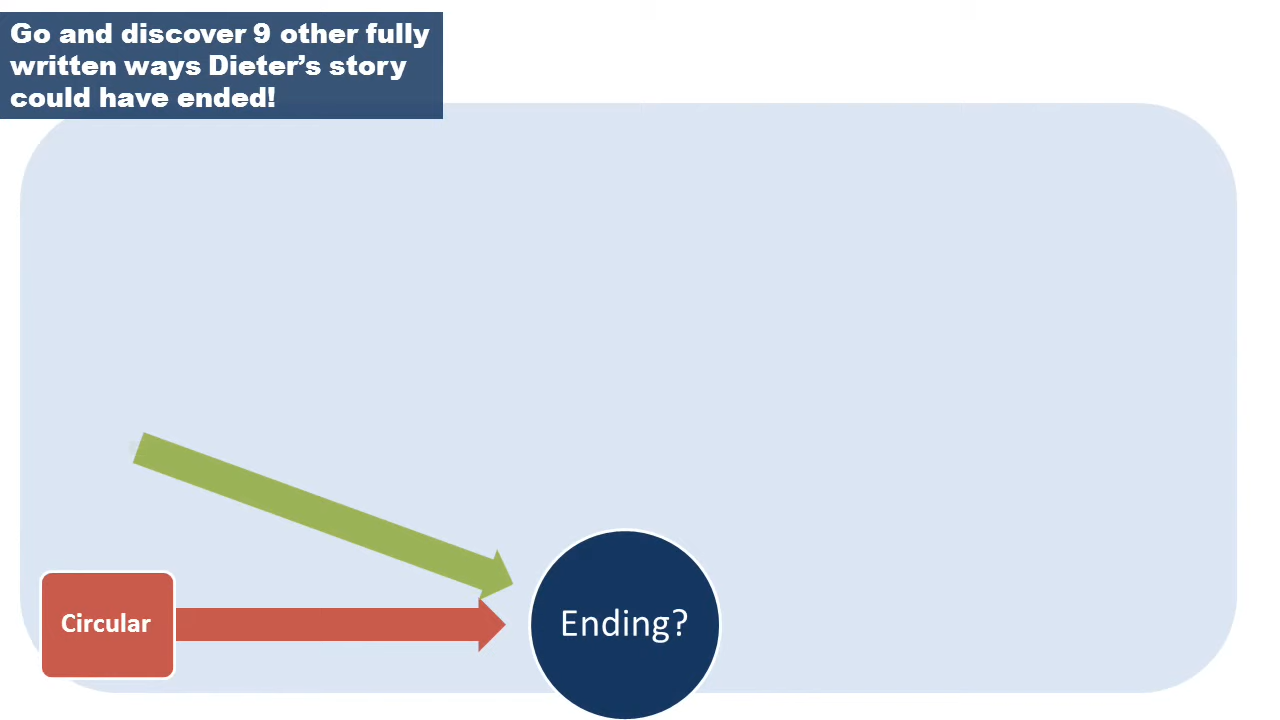 Go and discover 9 other fully
written ways Dieter’s story
could have ended!
Circular
Ending?